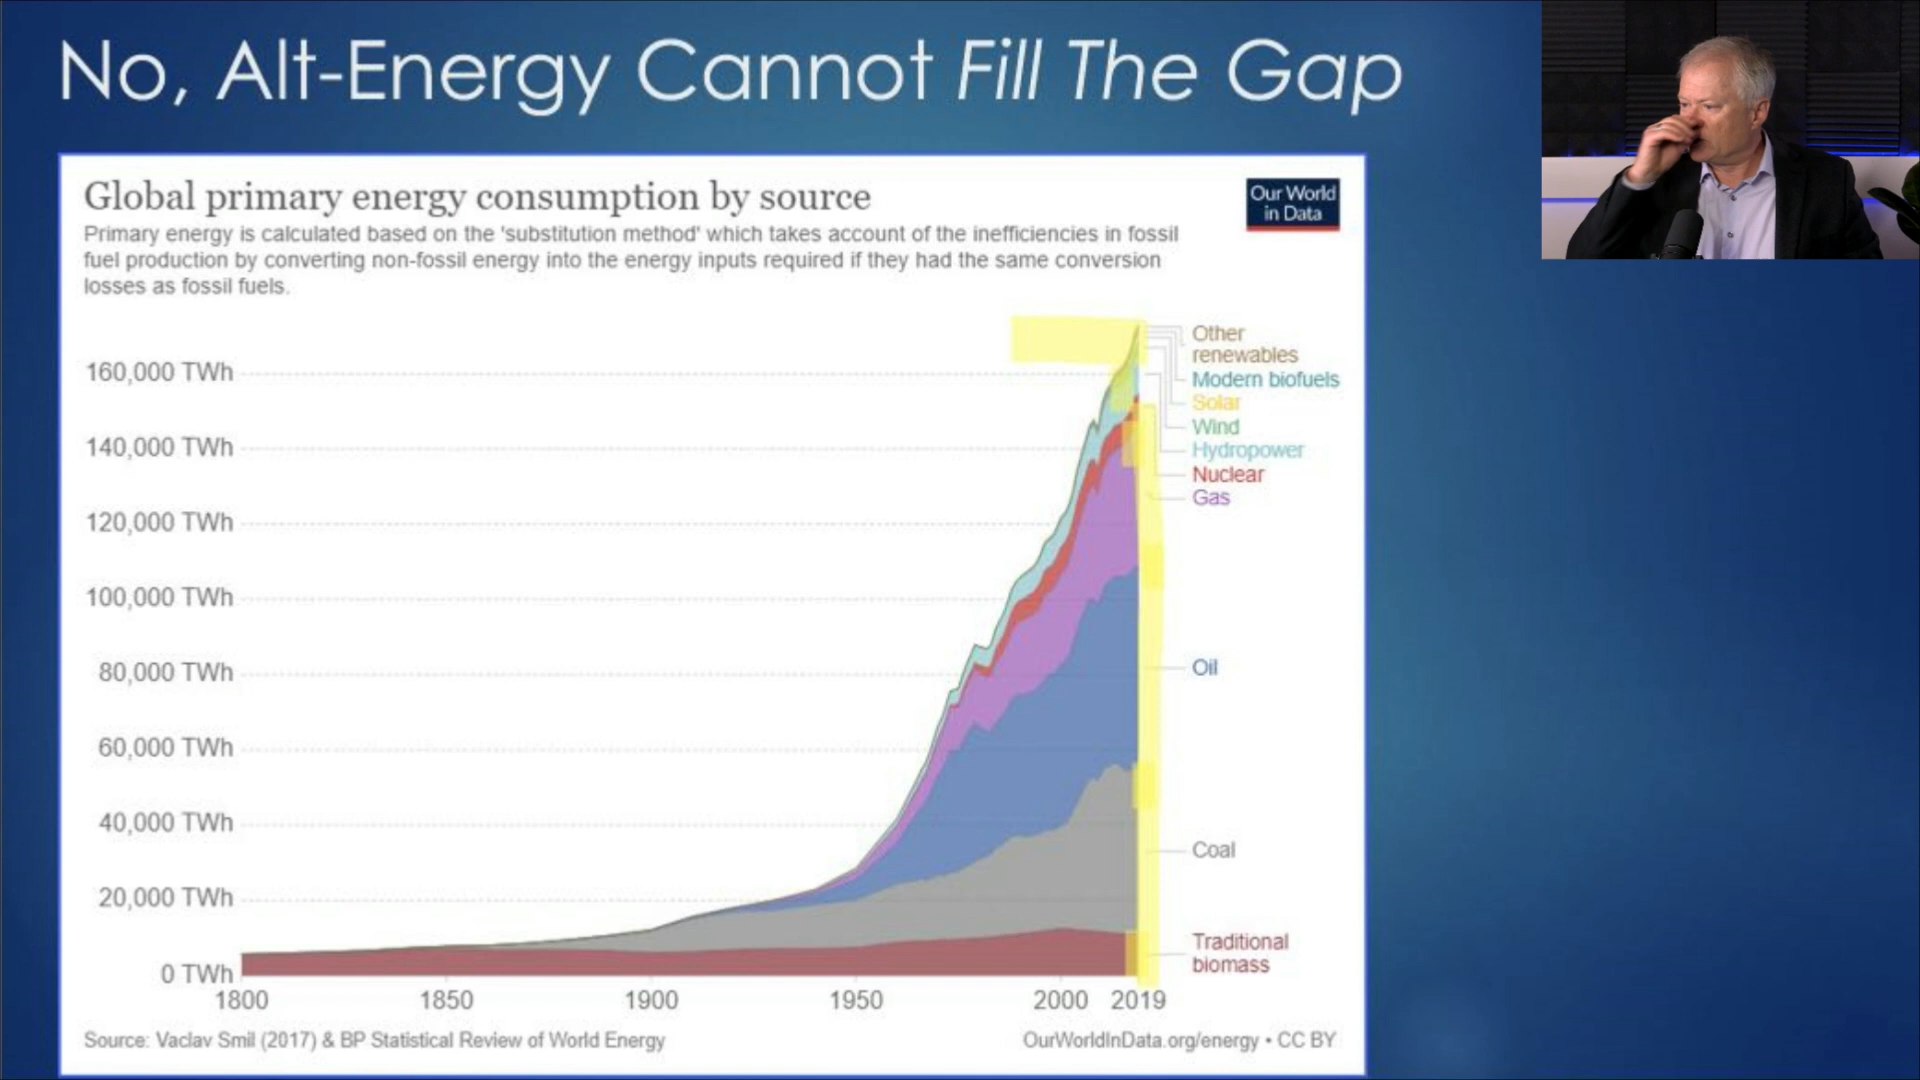 No, Alt-Energy Cannot Fill The Gap
Global primary energy consumption by source
Our World
in Data
Primary energy is calculated based on the 'substitution method' which takes account of the inefficiencies in fossil
fuel production by converting non-fossil energy into the energy inputs required if they had the same conversion
losses as fossil fuels.
160,000 TWh
140,000 TWh
120,000 TWh
100,000 TWh
80,000 TWh
60,000 TWh
40,000 TWh
20,000 TWh
0 TWh
Other
renewables
Modern biofuels
Solar
Wind
Hydropower
Nuclear
Gas
Oil
Coal
Traditional
biomass
1800
1850
1900
1950
2000
2019
Source: Vaclav Smil (2017) & BP Statistical Review of World Energy
OurWorldInData.org/energy • CC BY